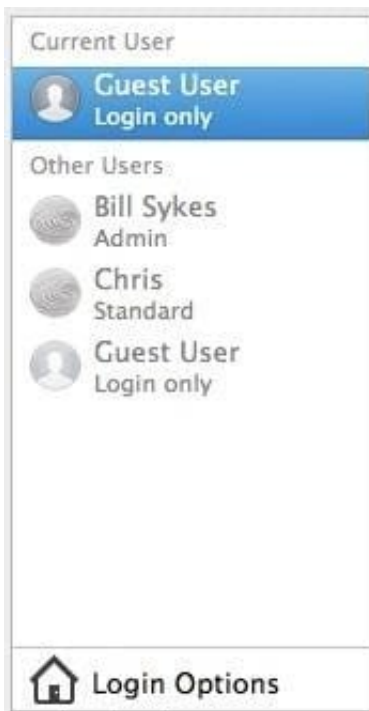 Current User
Guest User
Login only
Other Users
Bill Sykes
Admin
Chris
Standard
Guest User
Login only
Login Options